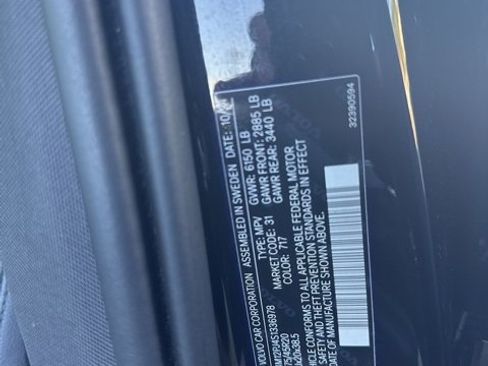 VOLVO CAR CORPORATION ASSEMBLED IN SWEDEN DATE: 10/
GVWR: 6150 LB
GAWR FRONT: 2885 LB
GAWR REAR: 3440 LB
TYPE: MPV
MARKET CODE: 31
COLOR: 717
VEHICLE CONFORMS TO ALL APPLICABLE FEDERAL MOTOR
SAFETY AND THEFT PREVENTION STANDARDS IN EFFECT
DATE OF MANUFACTURE SHOWN ABOVE.
32390594